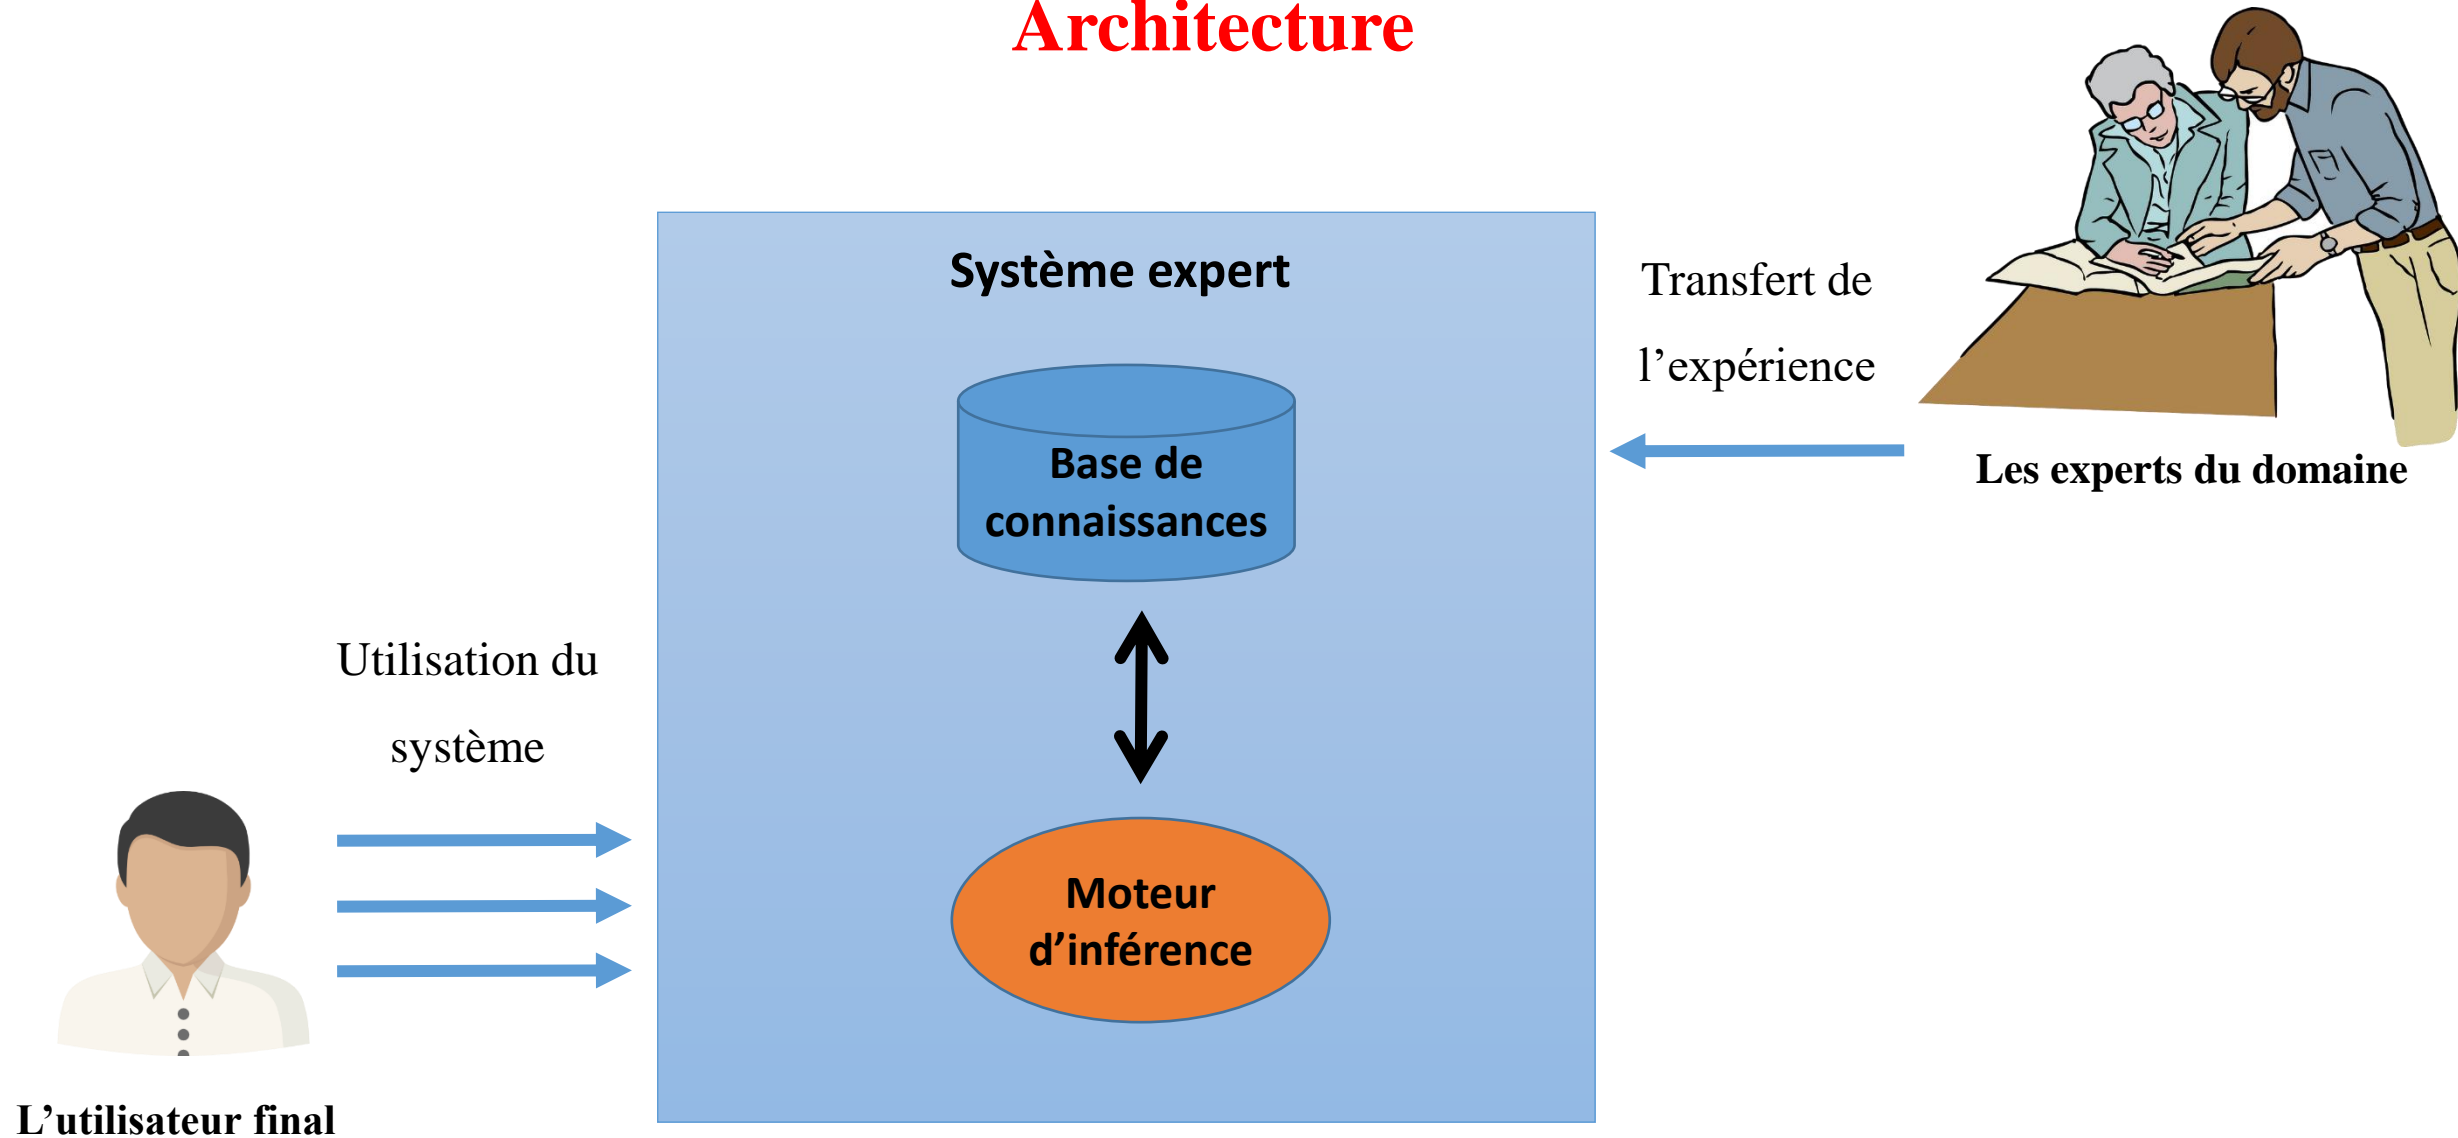 Architecture
Système expert
Transfert de
l’expérience
Base de
connaissances
Les experts du domaine
Utilisation du
système
Moteur
d’inférence
L’utilisateur final